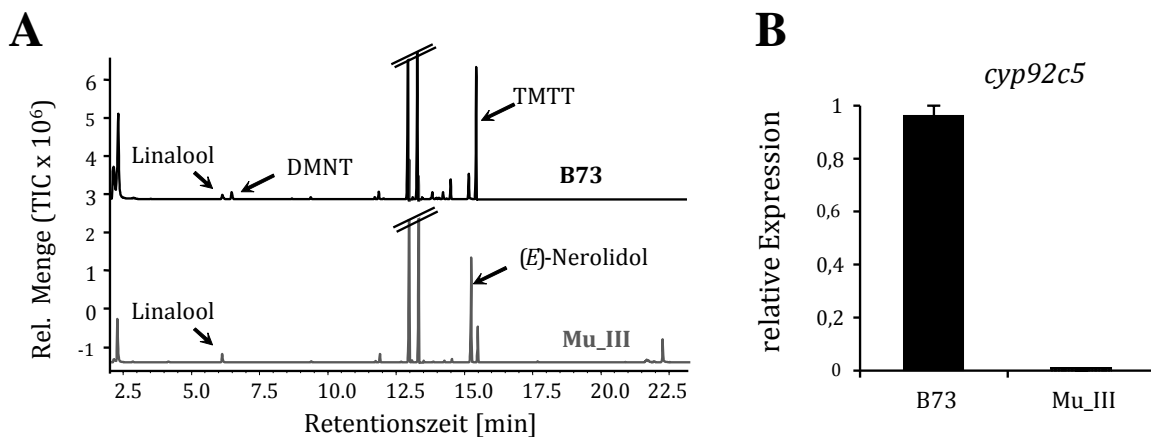 A
Rel. Menge (TIC x 10⁶)
6
5
4
3
2
1
0
-1
TMTT
Linalool
DMNT
B73
(E)-Nerolidol
Linalool
Mu_III
2.5 5.0 7.5 10.0 12.5 15.0 17.5 20.0 22.5
Retentionszeit [min]
B
cyp92c5
relative Expression
1
0,8
0,6
0,4
0,2
0
B73 Mu_III